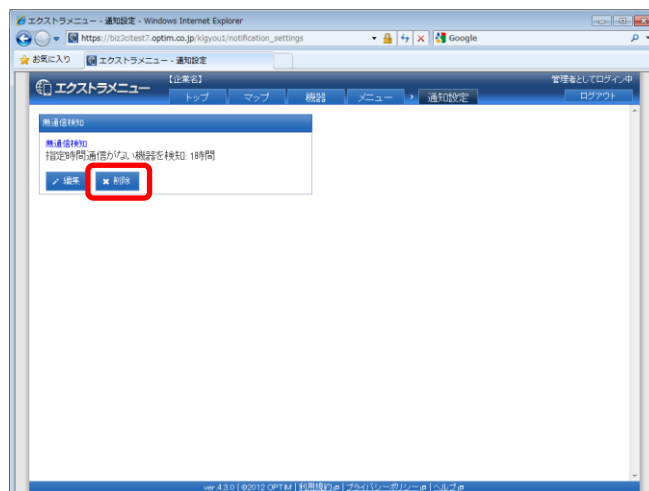 エクストラメニュー - 通知設定 - Windows Internet Explorer
https://biz3citest7.optim.co.jp/kigyou1/notification_settings
Google
お気に入り
エクストラメニュー - 通知設定
エクストラメニュー
【企業名】
管理者としてログイン中
トップ
マップ
機器
メニュー
通知設定
ログアウト
無通信検知
無通信検知
指定時間通信がない機器を検知: 18時間
編集
削除
ver.4.3.0 | ©2012 OPTiM | 利用規約 | プライバシーポリシー | ヘルプ